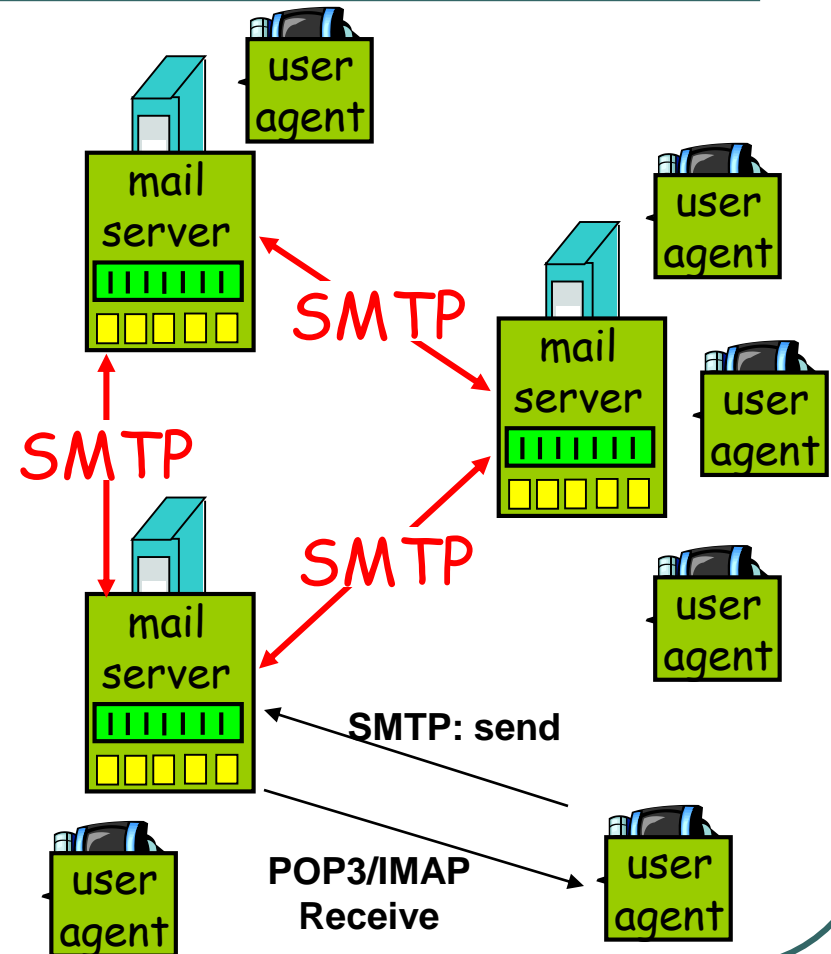 user
agent
mail
server
user
agent
SMTP
mail
server
user
agent
SMTP
SMTP
user
agent
mail
server
SMTP: send
POP3/IMAP
Receive
user
agent
user
agent